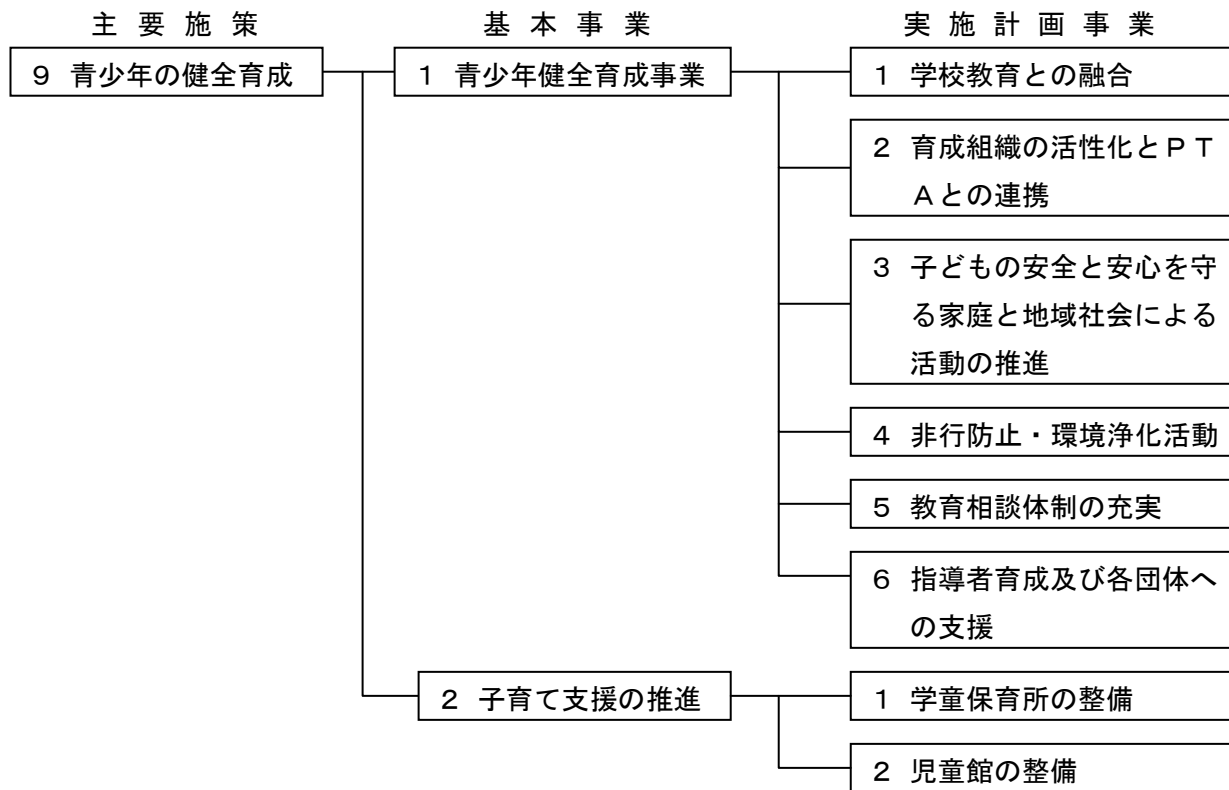 主要施策
基本事業
実施計画事業
９ 青少年の健全育成
１ 青少年健全育成事業
１ 学校教育との融合
２ 育成組織の活性化とＰＴ
Ａとの連携
３ 子どもの安全と安心を守
る家庭と地域社会による
活動の推進
４ 非行防止・環境浄化活動
５ 教育相談体制の充実
６ 指導者育成及び各団体へ
の支援
２ 子育て支援の推進
１ 学童保育所の整備
２ 児童館の整備